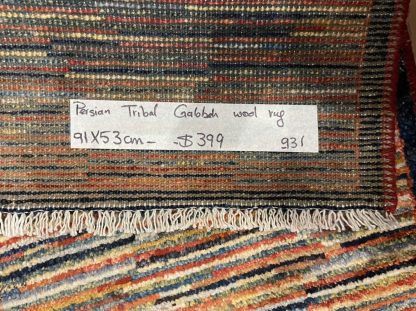 Persian Tribal Gabbeh wool rug
91X53cm - -$399 931